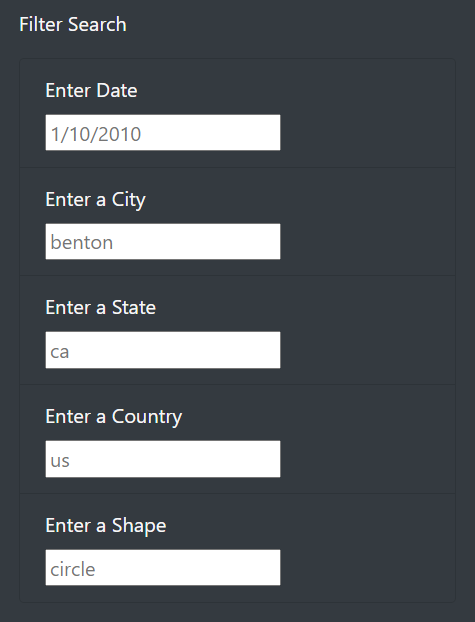 Filter Search
Enter Date
1/10/2010
Enter a City
benton
Enter a State
ca
Enter a Country
us
Enter a Shape
circle